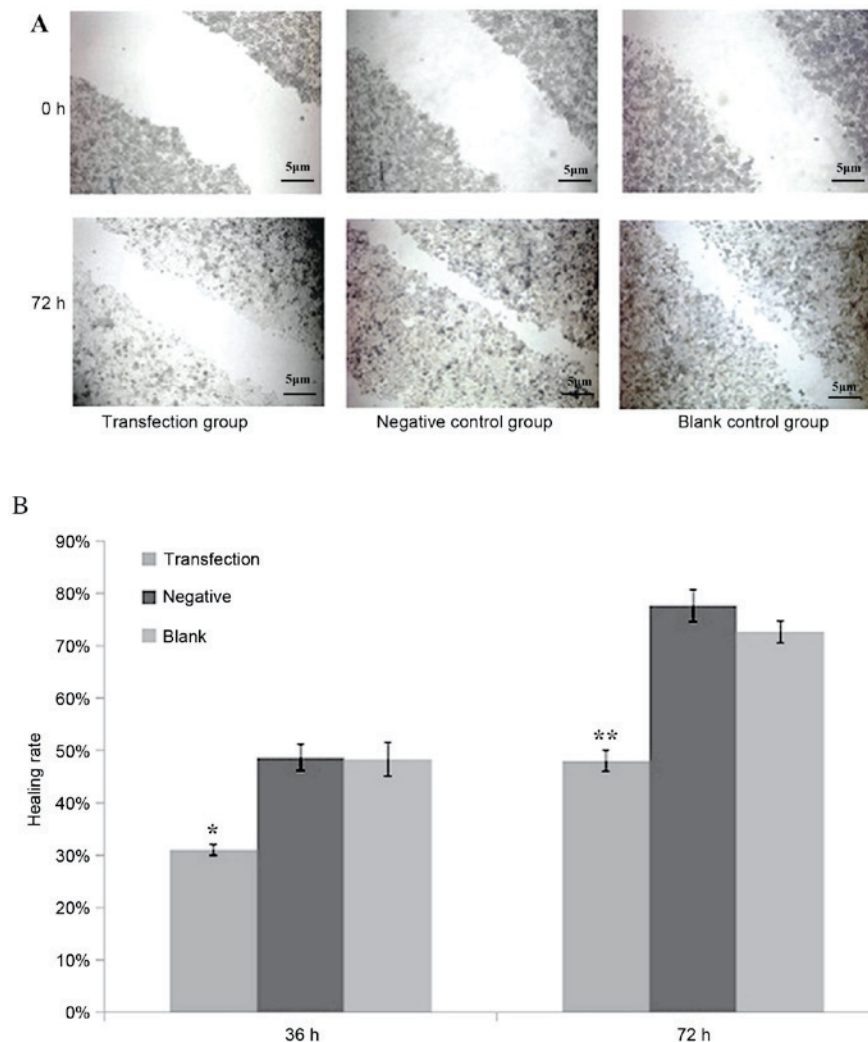 A
0 h
5μm
5μm
5μm
72 h
5μm
5μm
5μm
Transfection group
Negative control group
Blank control group
B
90%
80%
70%
60%
50%
40%
30%
20%
10%
0%
Healing rate
Transfection
Negative
Blank
*
**
36 h
72 h